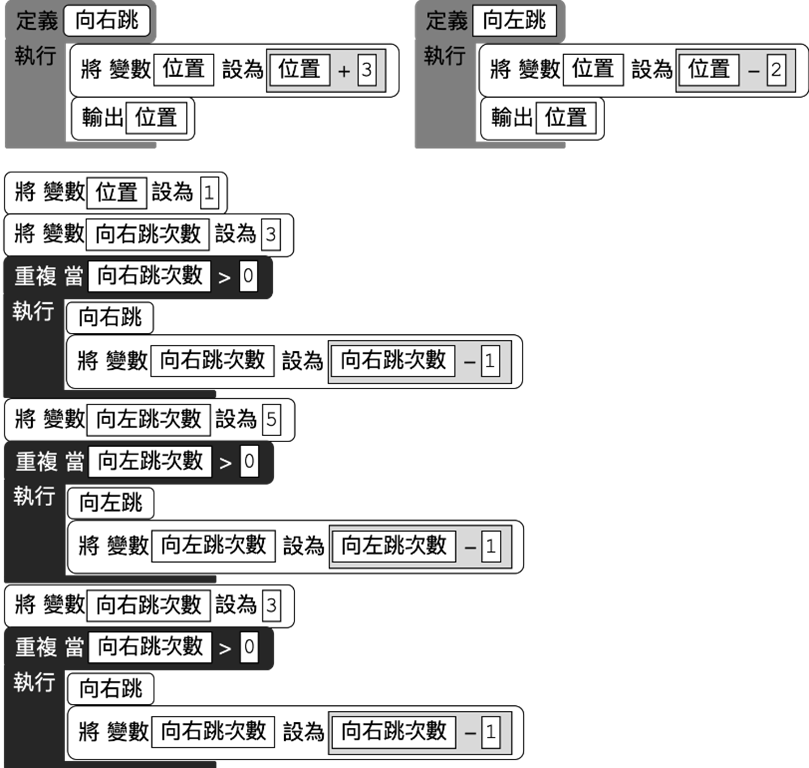 定義 向右跳
執行
將 變數 位置 設為 位置 + 3
輸出 位置
定義 向左跳
執行
將 變數 位置 設為 位置 – 2
輸出 位置
將 變數 位置 設為 1
將 變數 向右跳次數 設為 3
重複 當 向右跳次數 > 0
執行
向右跳
將 變數 向右跳次數 設為 向右跳次數 – 1
將 變數 向左跳次數 設為 5
重複 當 向左跳次數 > 0
執行
向左跳
將 變數 向左跳次數 設為 向左跳次數 – 1
將 變數 向右跳次數 設為 3
重複 當 向右跳次數 > 0
執行
向右跳
將 變數 向右跳次數 設為 向右跳次數 – 1